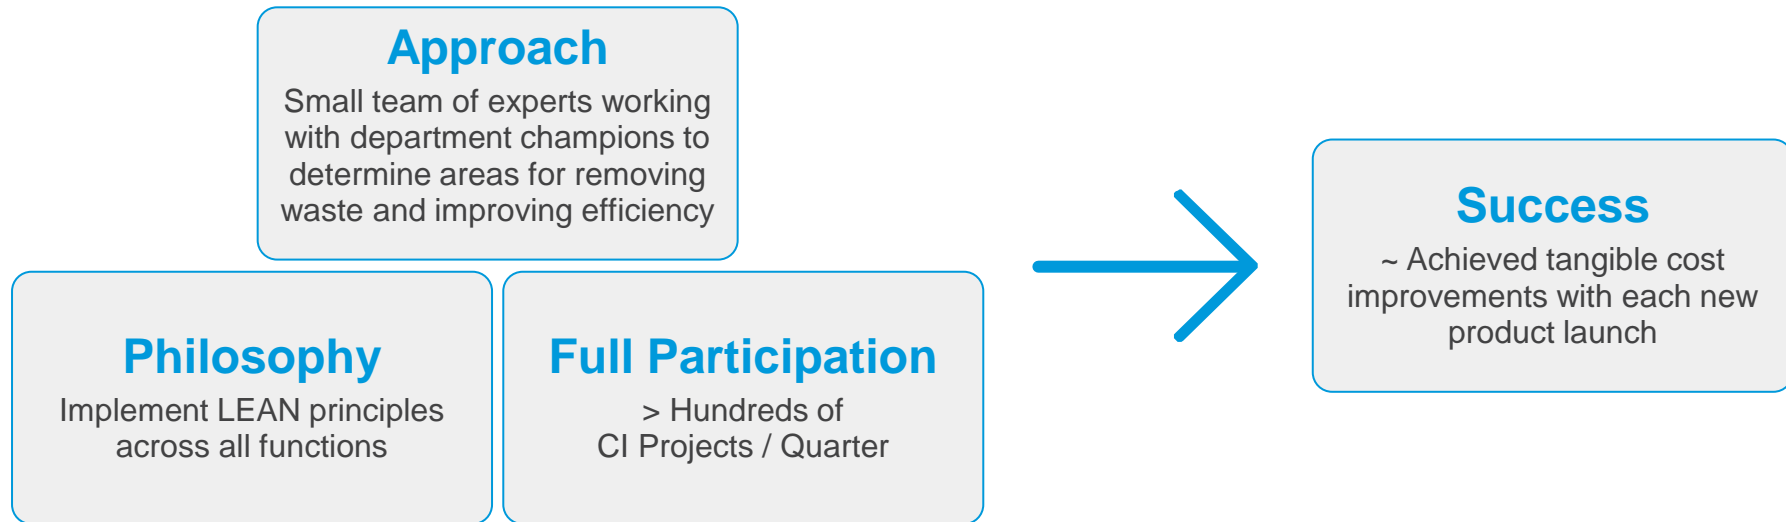 Approach
Small team of experts working
with department champions to
determine areas for removing
waste and improving efficiency
Philosophy
Implement LEAN principles
across all functions
Full Participation
> Hundreds of
CI Projects / Quarter
Success
~ Achieved tangible cost
improvements with each new
product launch